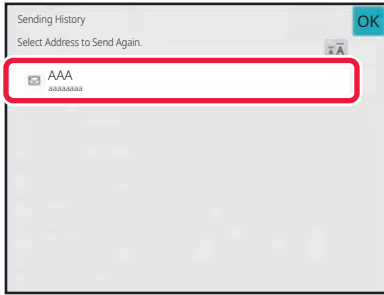 Sending History
OK
Select Address to Send Again.
AAA
aaaaaaaa